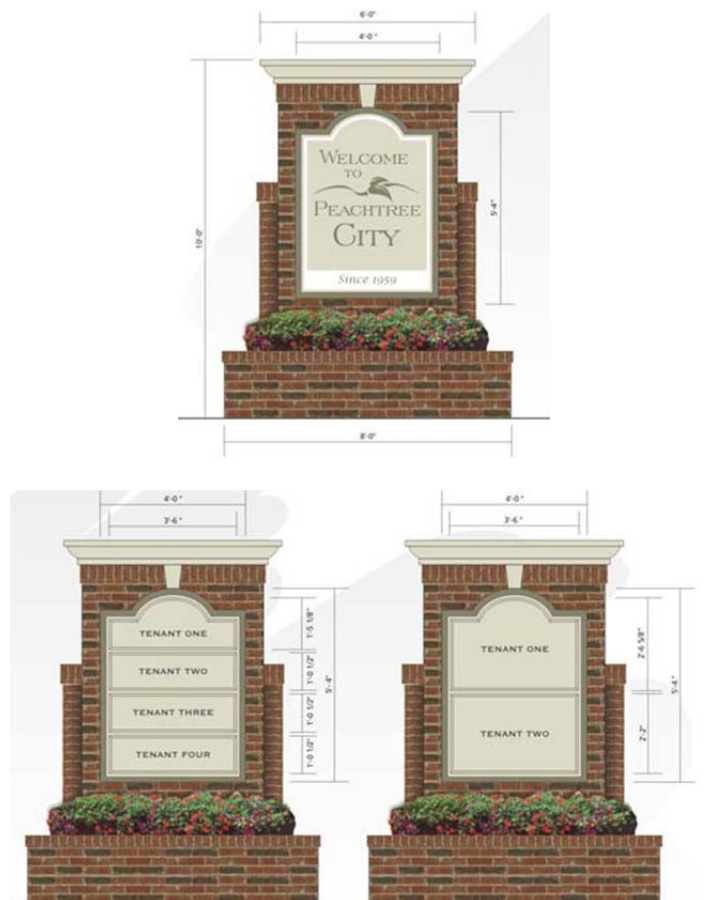 6'-0"
4'-0"
10'-0"
WELCOME
TO
PEACHTREE
CITY
Since 1959
5'-4"
8'-0"
4'-0"
3'-6"
TENANT ONE
TENANT TWO
TENANT THREE
TENANT FOUR
1'-5 1/8"
1'-0 1/2"
1'-0 1/2"
1'-0 1/2"
5'-4"
4'-0"
3'-6"
TENANT ONE
TENANT TWO
2'-6 5/8"
2'-2"
5'-4"